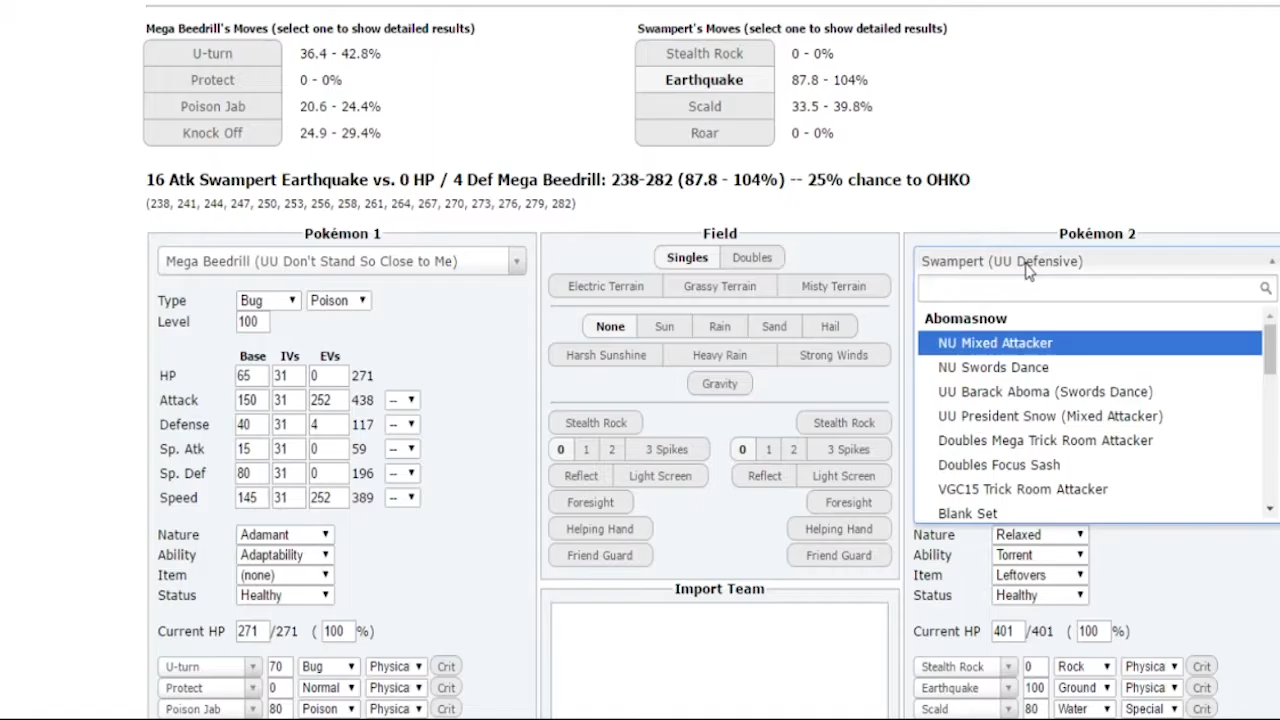 Mega Beedrill's Moves (select one to show detailed results)
U-turn 36.4 - 42.8%
Protect 0 - 0%
Poison Jab 20.6 - 24.4%
Knock Off 24.9 - 29.4%
Swampert's Moves (select one to show detailed results)
Stealth Rock 0 - 0%
Earthquake 87.8 - 104%
Scald 33.5 - 39.8%
Roar 0 - 0%
16 Atk Swampert Earthquake vs. 0 HP / 4 Def Mega Beedrill: 238-282 (87.8 - 104%) -- 25% chance to OHKO
(238, 241, 244, 247, 250, 253, 256, 258, 261, 264, 267, 270, 273, 276, 279, 282)
Pokémon 1
Mega Beedrill (UU Don't Stand So Close to Me)
Type Bug Poison
Level 100
Base IVs EVs
HP 65 31 0 271
Attack 150 31 252 438 --
Defense 40 31 4 117 --
Sp. Atk 15 31 0 59 --
Sp. Def 80 31 0 196 --
Speed 145 31 252 389 --
Nature Adamant
Ability Adaptability
Item (none)
Status Healthy
Current HP 271 /271 ( 100 %)
U-turn 70 Bug Physica Crit
Protect 0 Normal Physica Crit
Poison Jab 80 Poison Physica Crit
Field
Singles Doubles
Electric Terrain Grassy Terrain Misty Terrain
None Sun Rain Sand Hail
Harsh Sunshine Heavy Rain Strong Winds
Gravity
Stealth Rock Stealth Rock
0 1 2 3 Spikes 0 1 2 3 Spikes
Reflect Light Screen Reflect Light Screen
Foresight Foresight
Helping Hand Helping Hand
Friend Guard Friend Guard
Import Team
Pokémon 2
Swampert (UU Defensive)
Abomasnow
NU Mixed Attacker
NU Swords Dance
UU Barack Aboma (Swords Dance)
UU President Snow (Mixed Attacker)
Doubles Mega Trick Room Attacker
Doubles Focus Sash
VGC15 Trick Room Attacker
Blank Set
Nature Relaxed
Ability Torrent
Item Leftovers
Status Healthy
Current HP 401 /401 ( 100 %)
Stealth Rock 0 Rock Physica Crit
Earthquake 100 Ground Physica Crit
Scald 80 Water Special Crit